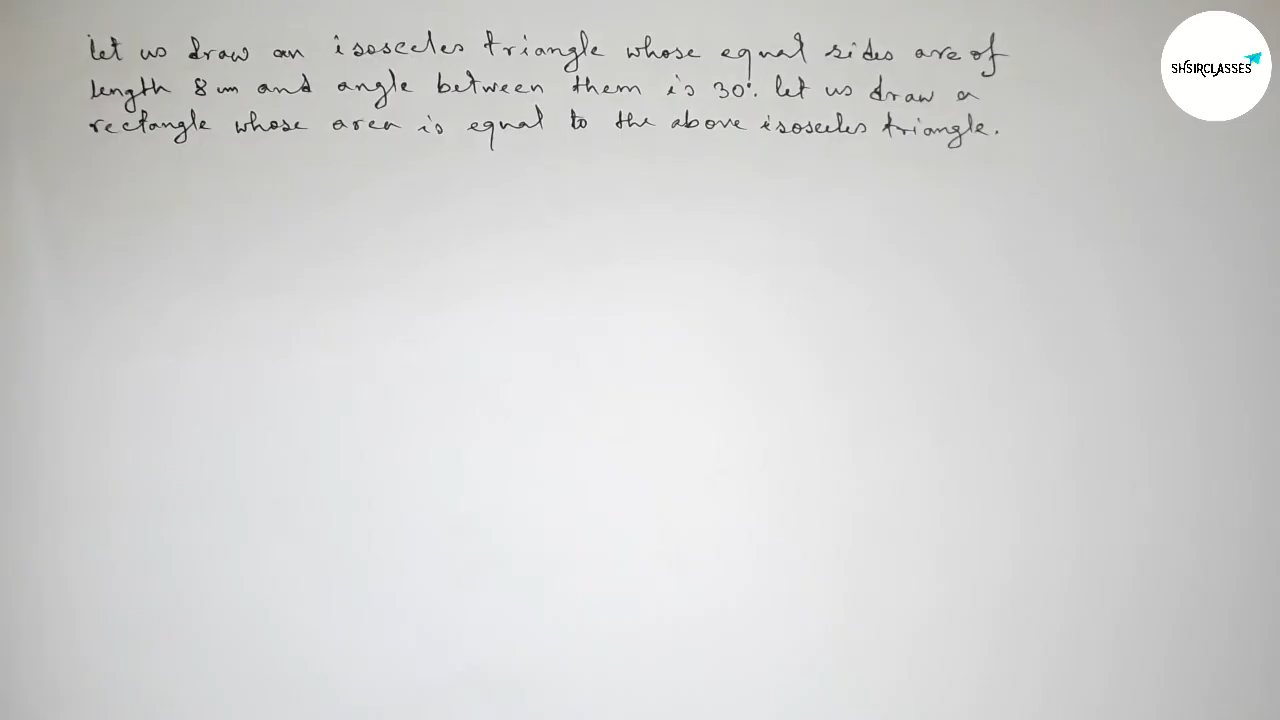 let us draw an isosceles triangle whose equal sides are of
length 8 cm and angle between them is 30°. let us draw a
rectangle whose area is equal to the above isosceles triangle.
SHSIRCLASSES